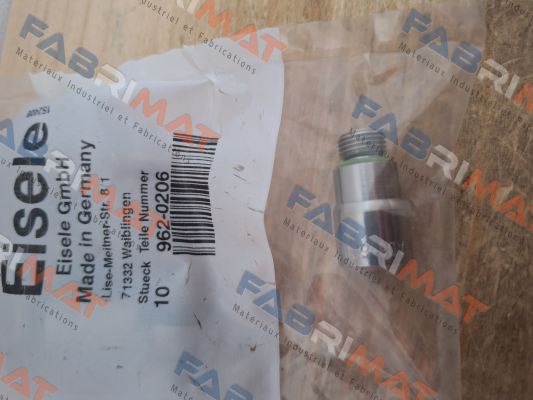 152408
Eisele
Eisele GmbH
Made in Germany
Lise-Meitner-Str. 8/1
71332 Waiblingen
Stueck Teile Nummer
10 962-0206
FABRIMAT
Materiaux Industriel et Fabrications